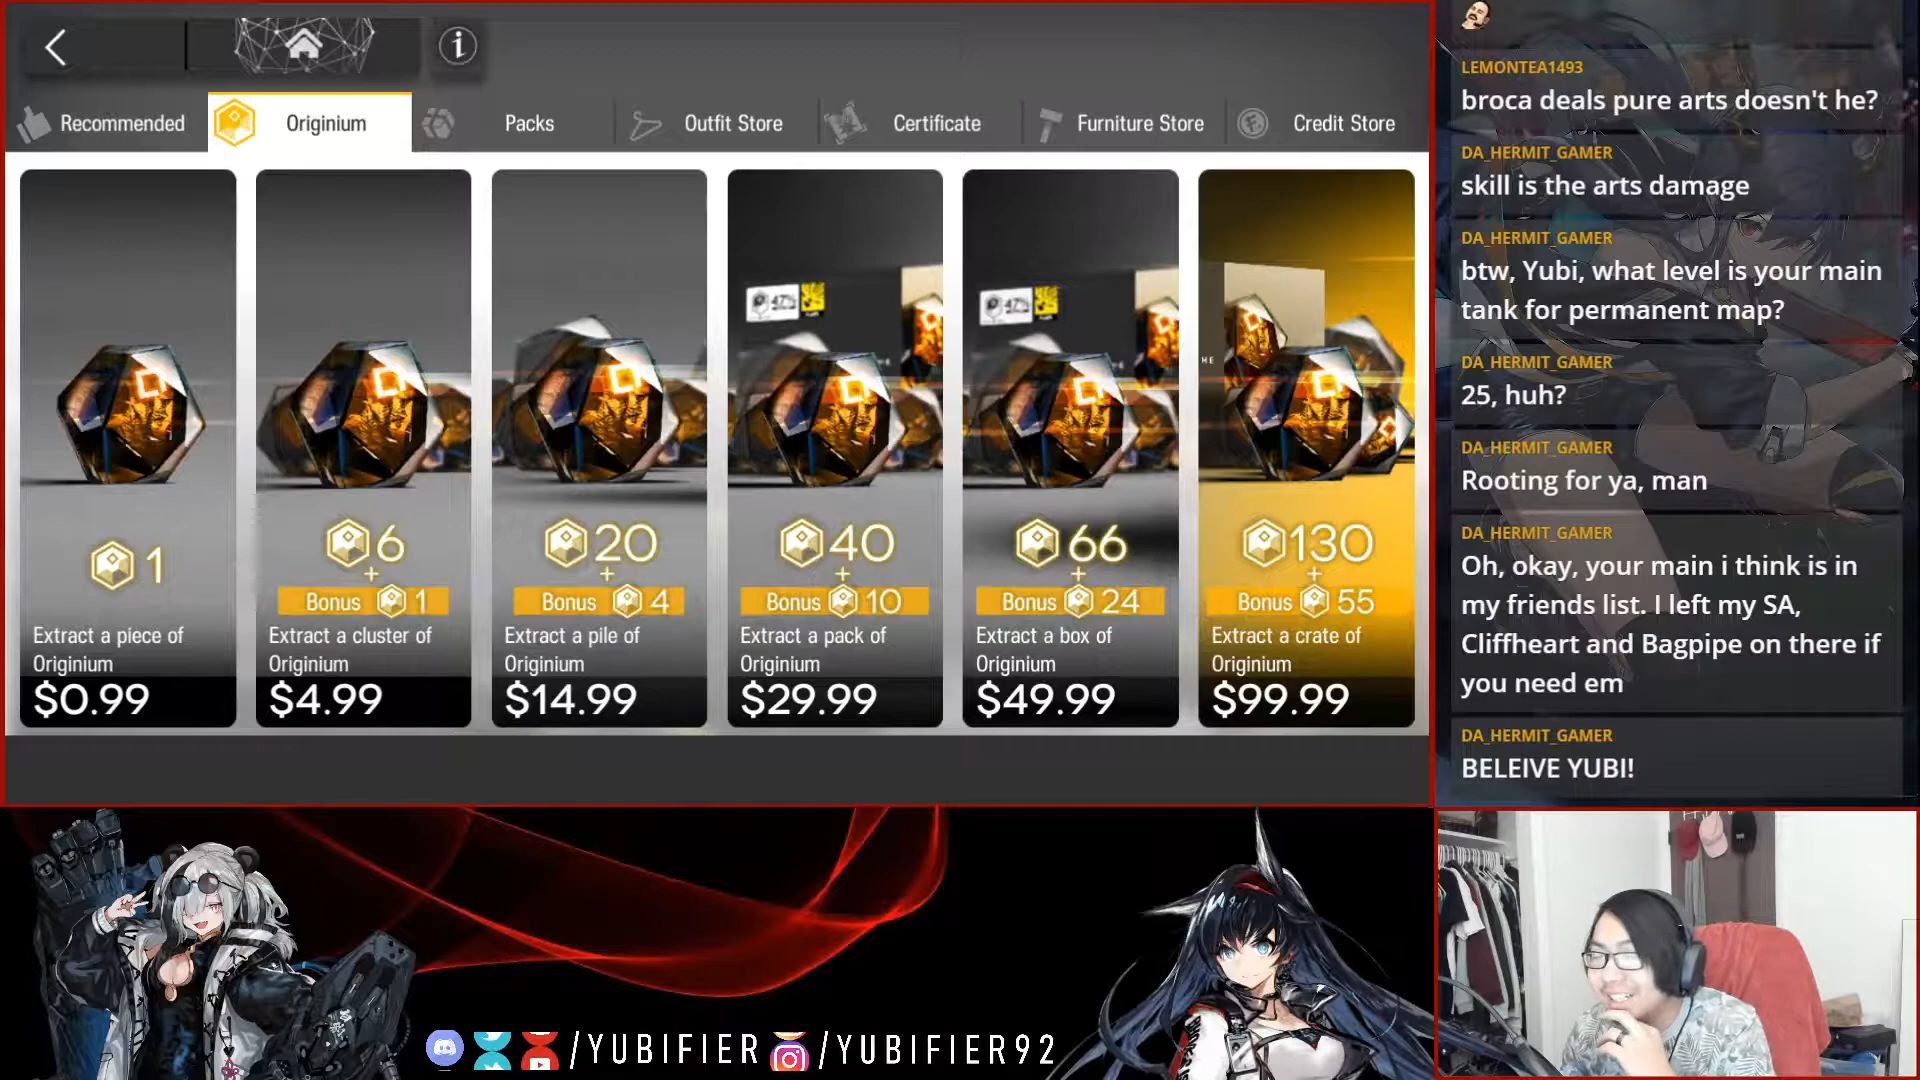 Recommended
Originium
Packs
Outfit Store
Certificate
Furniture Store
Credit Store
1
Extract a piece of
Originium
$0.99
6
+
Bonus 1
Extract a cluster of
Originium
$4.99
20
+
Bonus 4
Extract a pile of
Originium
$14.99
47%
40
+
Bonus 10
Extract a pack of
Originium
$29.99
47%
66
+
Bonus 24
Extract a box of
Originium
$49.99
HE
130
+
Bonus 55
Extract a crate of
Originium
$99.99
LEMONTEA1493
broca deals pure arts doesn't he?
DA_HERMIT_GAMER
skill is the arts damage
DA_HERMIT_GAMER
btw, Yubi, what level is your main
tank for permanent map?
DA_HERMIT_GAMER
25, huh?
DA_HERMIT_GAMER
Rooting for ya, man
DA_HERMIT_GAMER
Oh, okay, your main i think is in
my friends list. I left my SA,
Cliffheart and Bagpipe on there if
you need em
DA_HERMIT_GAMER
BELEIVE YUBI!
/YUBIFIER /YUBIFIER92